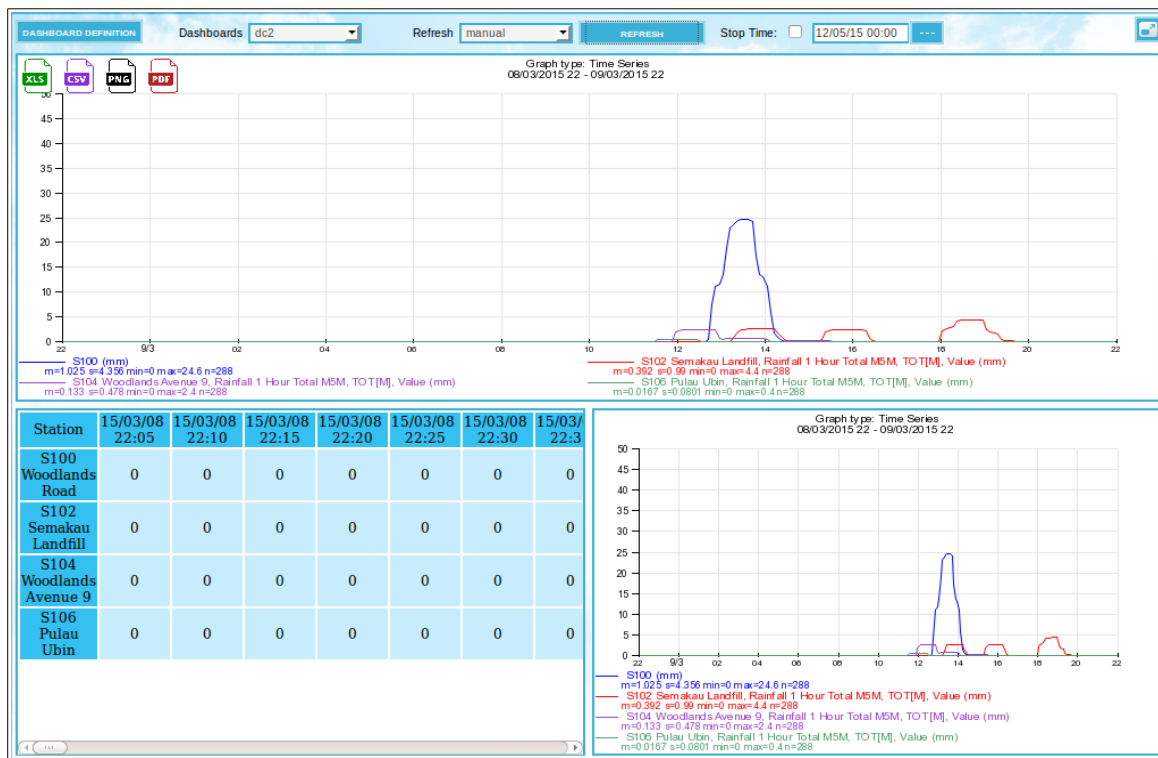 DASHBOARD DEFINITION Dashboards dc2 Refresh manual REFRESH Stop Time: 12/05/15 00:00 ---
XLS CSV PNG PDF
Graph type: Time Series
08/03/2015 22 - 09/03/2015 22
50
45
40
35
30
25
20
15
10
5
0
22 9/3 02 04 06 08 10 12 14 16 18 20 22
S100 (mm)
m=1.025 s=4.356 min=0 max=24.6 n=288
S102 Semakau Landfill, Rainfall 1 Hour Total M5M, TOT[M], Value (mm)
m=0.392 s=0.99 min=0 max=4.4 n=288
S104 Woodlands Avenue 9, Rainfall 1 Hour Total M5M, TOT[M], Value (mm)
m=0.133 s=0.478 min=0 max=2.4 n=288
S106 Pulau Ubin, Rainfall 1 Hour Total M5M, TOT[M], Value (mm)
m=0.0167 s=0.0801 min=0 max=0.4 n=288
Station 15/03/08 22:05 15/03/08 22:10 15/03/08 22:15 15/03/08 22:20 15/03/08 22:25 15/03/08 22:30 15/03/ 22:3
S100 Woodlands Road 0 0 0 0 0 0 0
S102 Semakau Landfill 0 0 0 0 0 0 0
S104 Woodlands Avenue 9 0 0 0 0 0 0 0
S106 Pulau Ubin 0 0 0 0 0 0 0
Graph type: Time Series
08/03/2015 22 - 09/03/2015 22
50
45
40
35
30
25
20
15
10
5
0
22 9/3 02 04 06 08 10 12 14 16 18 20 22
S100 (mm)
m=1.025 s=4.356 min=0 max=24.6 n=288
S102 Semakau Landfill, Rainfall 1 Hour Total M5M, TOT[M], Value (mm)
m=0.392 s=0.99 min=0 max=4.4 n=288
S104 Woodlands Avenue 9, Rainfall 1 Hour Total M5M, TOT[M], Value (mm)
m=0.133 s=0.478 min=0 max=2.4 n=288
S106 Pulau Ubin, Rainfall 1 Hour Total M5M, TOT[M], Value (mm)
m=0.0167 s=0.0801 min=0 max=0.4 n=288